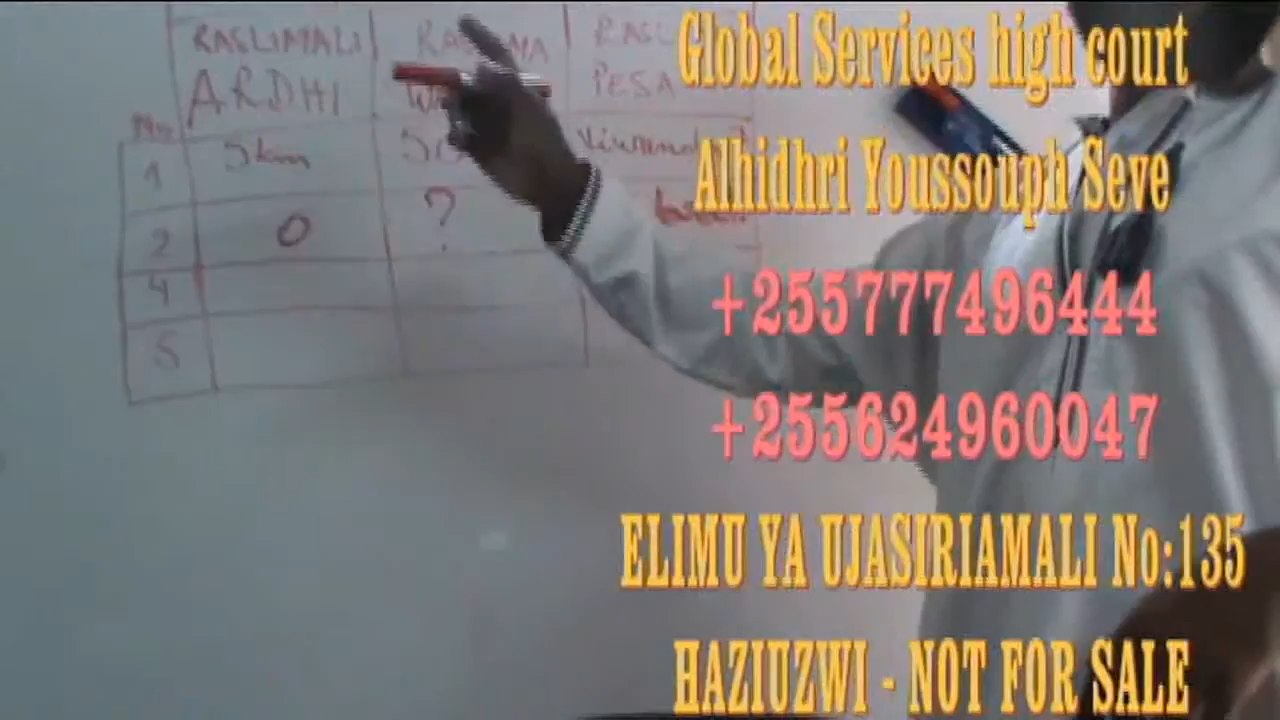 RASLIMALI
ARDHI
RASL
PESA
No
1
5km
2
0
?
4
5
Global Services high court
Alhidhri Youssouph Seve
+255777496444
+255624960047
ELIMU YA UJASIRIAMALI No:135
HAZIUZWI - NOT FOR SALE